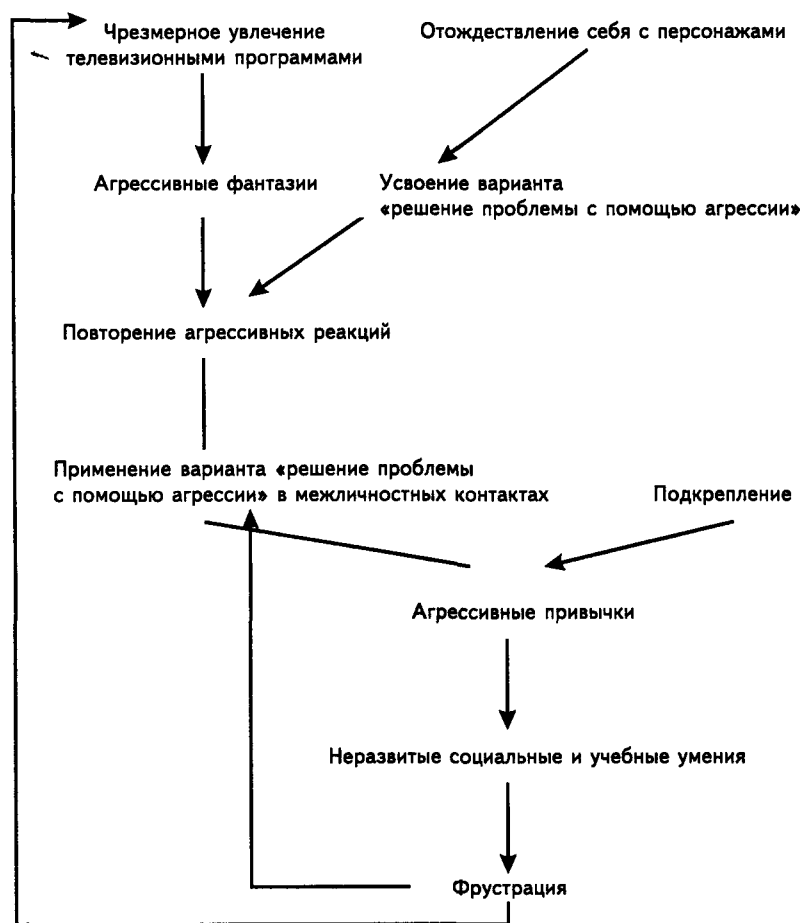 Чрезмерное увлечение
телевизионными программами
Отождествление себя с персонажами
Агрессивные фантазии
Усвоение варианта
«решение проблемы с помощью агрессии»
Повторение агрессивных реакций
Применение варианта «решение проблемы
с помощью агрессии» в межличностных контактах
Подкрепление
Агрессивные привычки
Неразвитые социальные и учебные умения
Фрустрация